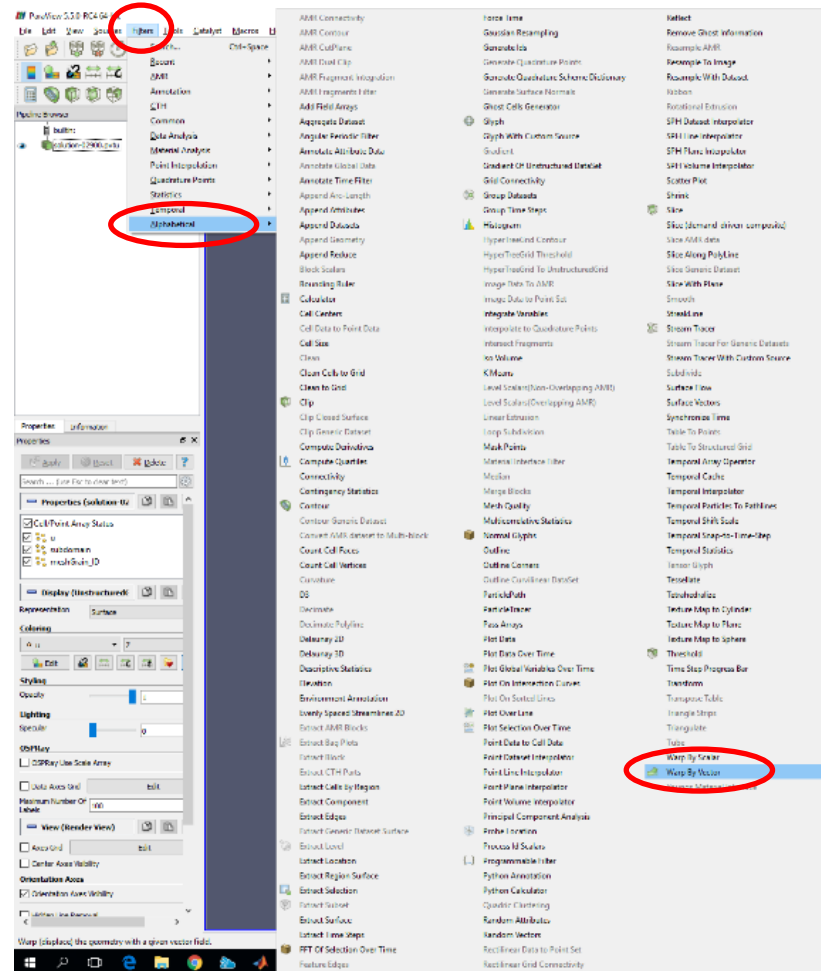 ParaView 5.5.0-RC4 64-bit
File Edit View Sources Filters Tools Catalyst Macros
Search... Ctrl+Space
Recent
AMR
Annotation
CTH
Common
Data Analysis
Material Analysis
Point Interpolation
Quadrature Points
Statistics
Temporal
Alphabetical
Pipeline Browser
builtin:
solution-02900.pvtu
Properties Information
Properties
Apply Reset Delete ?
Search ... (use Esc to clear text)
Properties (solution-02
Cell/Point Array Status
u
subdomain
meshGrain_ID
Display (Unstructured
Representation Surface
Coloring
u Z
Edit
Styling
Opacity 1
Lighting
Specular 0
OSPRay
OSPRay Use Scale Array
Data Axes Grid Edit
Maximum Number Of Labels 100
View (Render View)
Axes Grid Edit
Center Axes Visibility
Orientation Axes
Orientation Axes Visibility
Hidden Line Removal
Warp (displace) the geometry with a given vector field.
AMR Connectivity
AMR Contour
AMR CutPlane
AMR Dual Clip
AMR Fragment Integration
AMR Fragments Filter
Add Field Arrays
Aggregate Dataset
Angular Periodic Filter
Annotate Attribute Data
Annotate Global Data
Annotate Time Filter
Append Arc-Length
Append Attributes
Append Datasets
Append Geometry
Append Reduce
Block Scalars
Bounding Ruler
Calculator
Cell Centers
Cell Data to Point Data
Cell Size
Clean
Clean Cells to Grid
Clean to Grid
Clip
Clip Closed Surface
Clip Generic Dataset
Compute Derivatives
Compute Quartiles
Connectivity
Contingency Statistics
Contour
Contour Generic Dataset
Convert AMR dataset to Multi-block
Count Cell Faces
Count Cell Vertices
Curvature
D3
Decimate
Decimate Polyline
Delaunay 2D
Delaunay 3D
Descriptive Statistics
Elevation
Environment Annotation
Evenly Spaced Streamlines 2D
Extract AMR Blocks
Extract Bag Plots
Extract Block
Extract CTH Parts
Extract Cells By Region
Extract Component
Extract Edges
Extract Generic Dataset Surface
Extract Level
Extract Location
Extract Region Surface
Extract Selection
Extract Subset
Extract Surface
Extract Time Steps
FFT Of Selection Over Time
Feature Edges
Force Time
Gaussian Resampling
Generate Ids
Generate Quadrature Points
Generate Quadrature Scheme Dictionary
Generate Surface Normals
Ghost Cells Generator
Glyph
Glyph With Custom Source
Gradient
Gradient Of Unstructured DataSet
Grid Connectivity
Group Datasets
Group Time Steps
Histogram
HyperTreeGrid Contour
HyperTreeGrid Threshold
HyperTreeGrid To UnstructuredGrid
Image Data To AMR
Image Data to Point Set
Integrate Variables
Interpolate to Quadrature Points
Intersect Fragments
Iso Volume
K Means
Level Scalars(Non-Overlapping AMR)
Level Scalars(Overlapping AMR)
Linear Extrusion
Loop Subdivision
Mask Points
Material Interface Filter
Median
Merge Blocks
Mesh Quality
Multicorrelative Statistics
Normal Glyphs
Outline
Outline Corners
Outline Curvilinear DataSet
ParticlePath
ParticleTracer
Pass Arrays
Plot Data
Plot Data Over Time
Plot Global Variables Over Time
Plot On Intersection Curves
Plot On Sorted Lines
Plot Over Line
Plot Selection Over Time
Point Data to Cell Data
Point Dataset Interpolator
Point Line Interpolator
Point Plane Interpolator
Point Volume Interpolator
Principal Component Analysis
Probe Location
Process Id Scalars
Programmable Filter
Python Annotation
Python Calculator
Quadric Clustering
Random Attributes
Random Vectors
Rectilinear Data to Point Set
Rectilinear Grid Connectivity
Reflect
Remove Ghost Information
Resample AMR
Resample To Image
Resample With Dataset
Ribbon
Rotational Extrusion
SPH Dataset Interpolator
SPH Line Interpolator
SPH Plane Interpolator
SPH Volume Interpolator
Scatter Plot
Shrink
Slice
Slice (demand-driven-composite)
Slice AMR data
Slice Along PolyLine
Slice Generic Dataset
Slice With Plane
Smooth
StreakLine
Stream Tracer
Stream Tracer For Generic Datasets
Stream Tracer With Custom Source
Subdivide
Surface Flow
Surface Vectors
Synchronize Time
Table To Points
Table To Structured Grid
Temporal Array Operator
Temporal Cache
Temporal Interpolator
Temporal Particles To Pathlines
Temporal Shift Scale
Temporal Snap-to-Time-Step
Temporal Statistics
Tensor Glyph
Tessellate
Tetrahedralize
Texture Map to Cylinder
Texture Map to Plane
Texture Map to Sphere
Threshold
Time Step Progress Bar
Transform
Transpose Table
Triangle Strips
Triangulate
Tube
Warp By Scalar
Warp By Vector